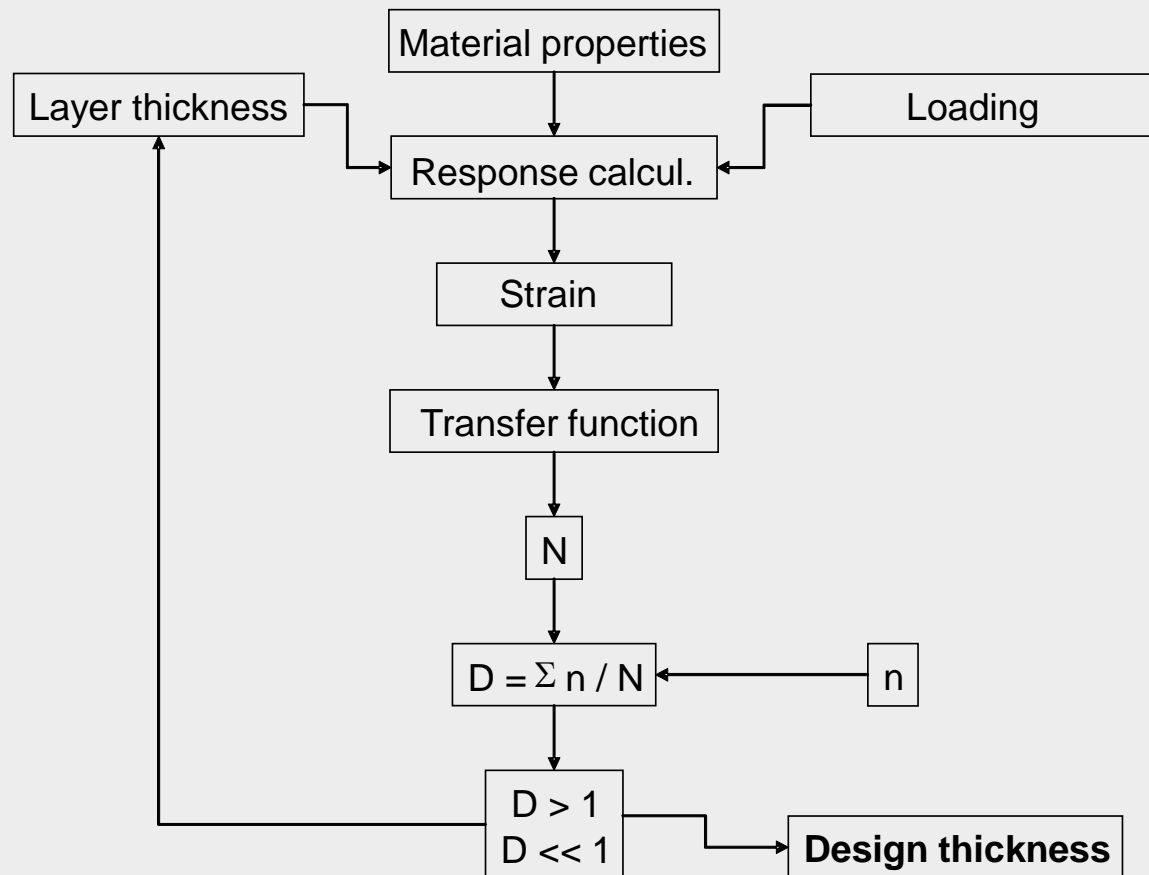 Material properties
Layer thickness
Loading
Response calcul.
Strain
Transfer function
N
D = Σ n / N
n
D > 1
D << 1
Design thickness